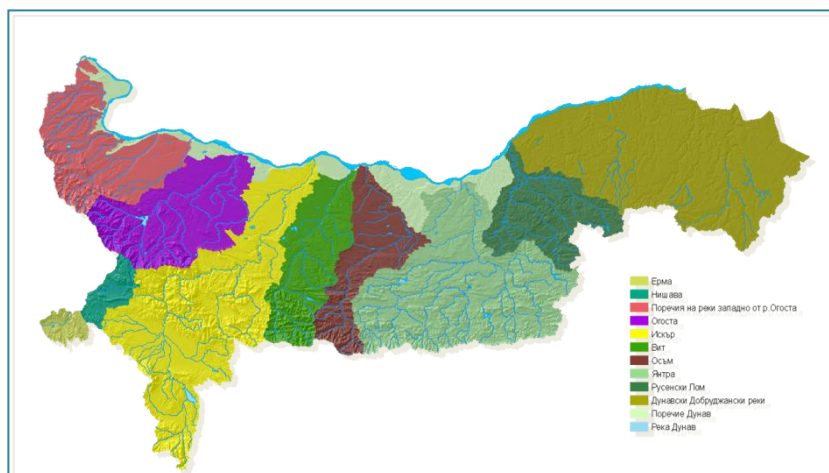 Ерма
Нишава
Поречия на реки западно от р.Огоста
Огоста
Искър
Вит
Осъм
Янтра
Русенски Лом
Дунавски Добруджански реки
Поречие Дунав
Река Дунав